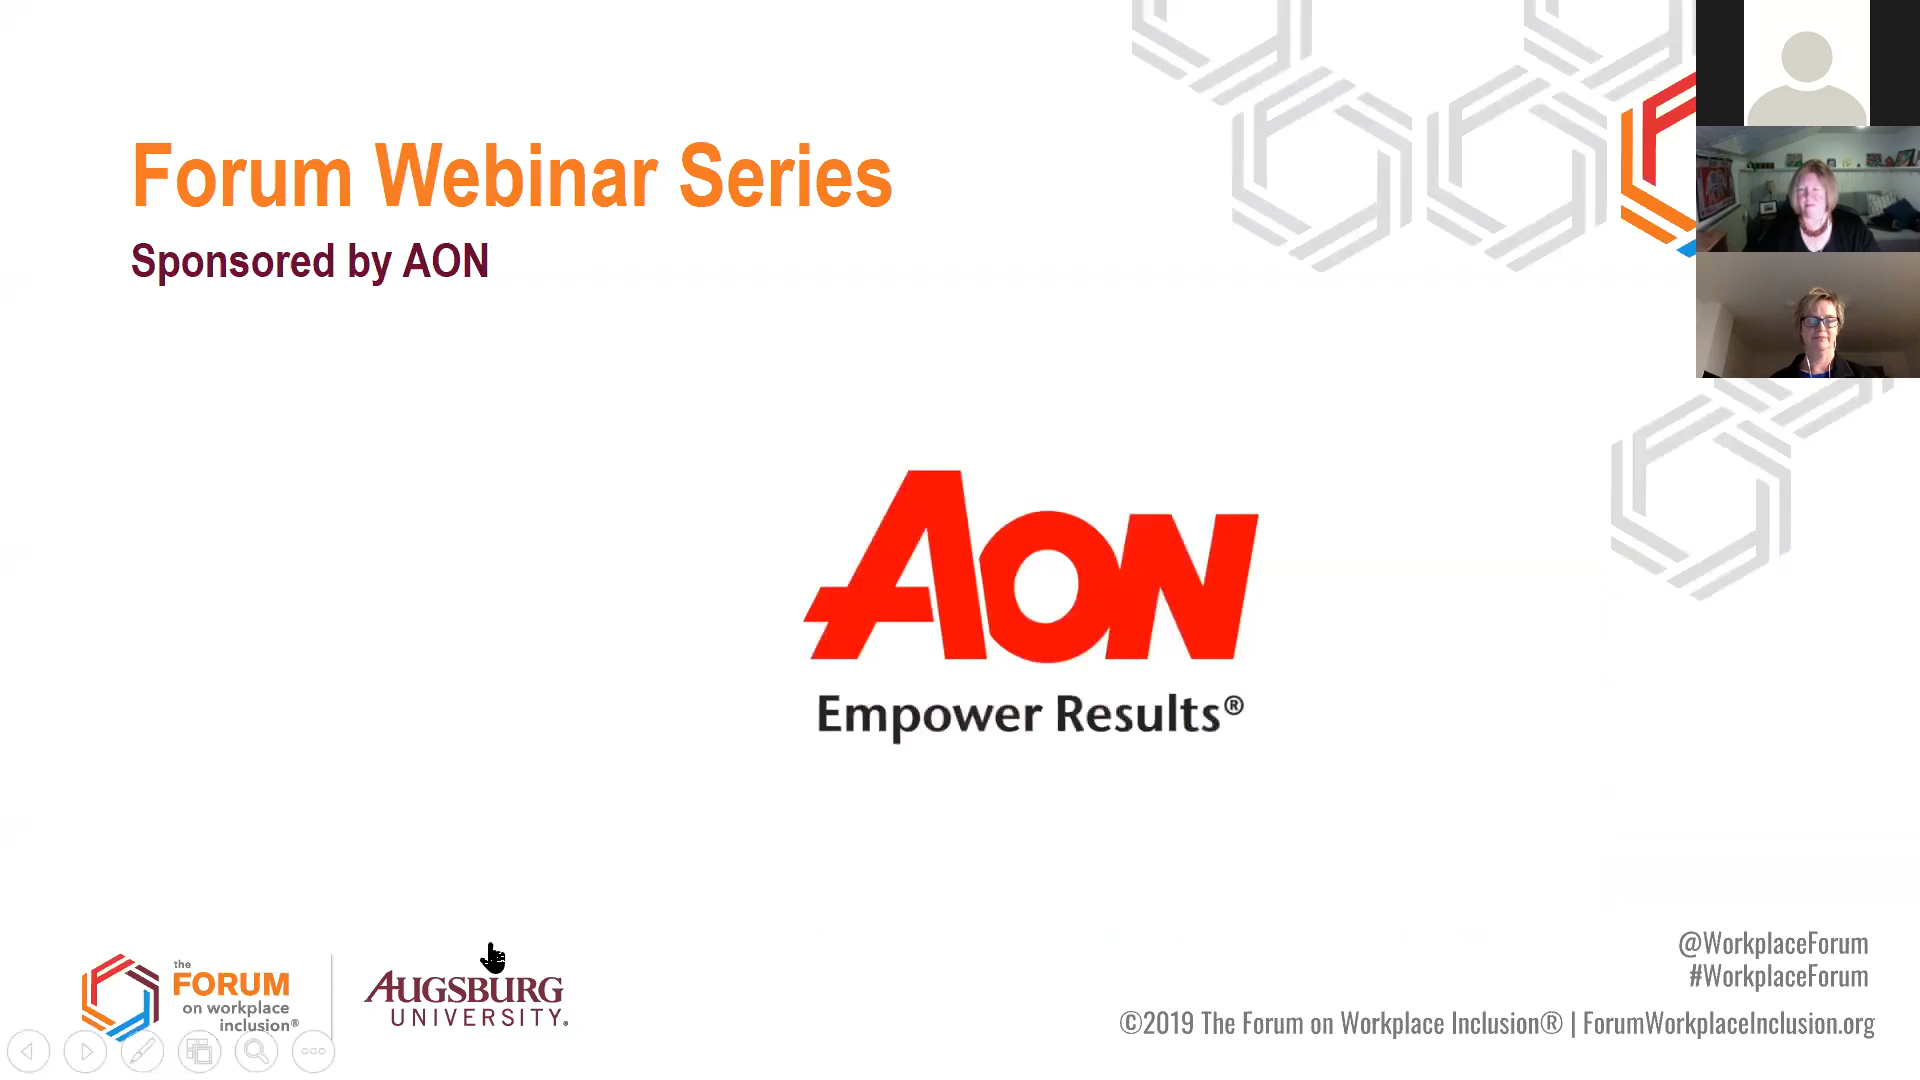 Forum Webinar Series
Sponsored by AON
AON
Empower Results®
the
FORUM
on workplace
inclusion®
AUGSBURG
UNIVERSITY.
@WorkplaceForum
#WorkplaceForum
©2019 The Forum on Workplace Inclusion® | ForumWorkplaceInclusion.org